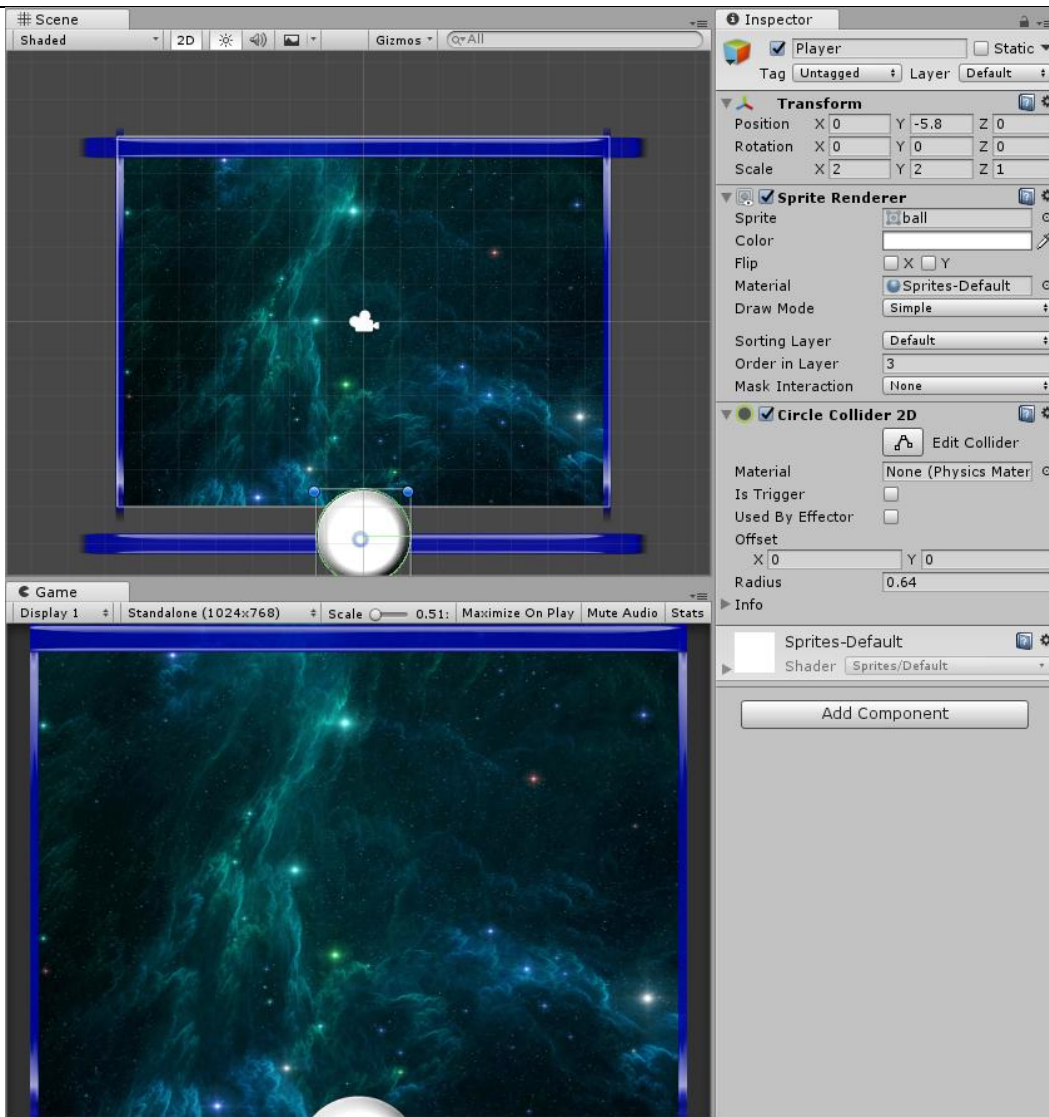 Scene
Shaded 2D Gizmos All
Game
Display 1 Standalone (1024x768) Scale 0.51: Maximize On Play Mute Audio Stats
Inspector
Player Static
Tag Untagged Layer Default
Transform
Position X 0 Y -5.8 Z 0
Rotation X 0 Y 0 Z 0
Scale X 2 Y 2 Z 1
Sprite Renderer
Sprite ball
Color
Flip X Y
Material Sprites-Default
Draw Mode Simple
Sorting Layer Default
Order in Layer 3
Mask Interaction None
Circle Collider 2D
Edit Collider
Material None (Physics Mater
Is Trigger
Used By Effector
Offset
X 0 Y 0
Radius 0.64
Info
Sprites-Default
Shader Sprites/Default
Add Component